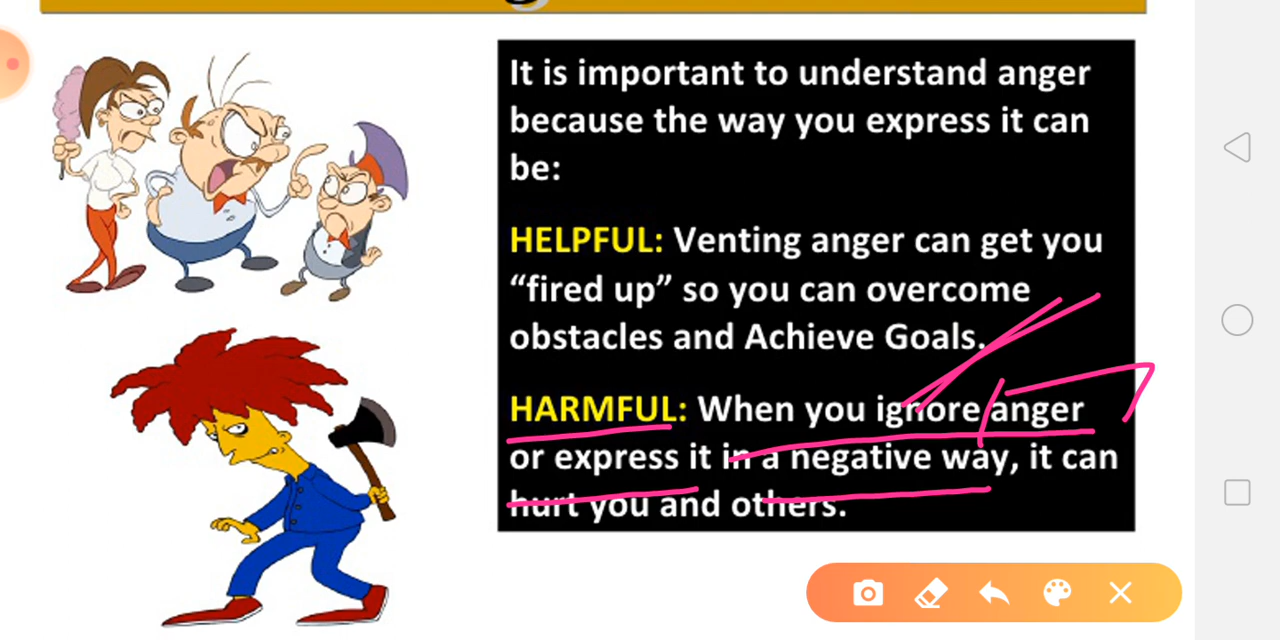 It is important to understand anger
because the way you express it can
be:
HELPFUL: Venting anger can get you
“fired up” so you can overcome
obstacles and Achieve Goals.
HARMFUL: When you ignore anger
or express it in a negative way, it can
hurt you and others.